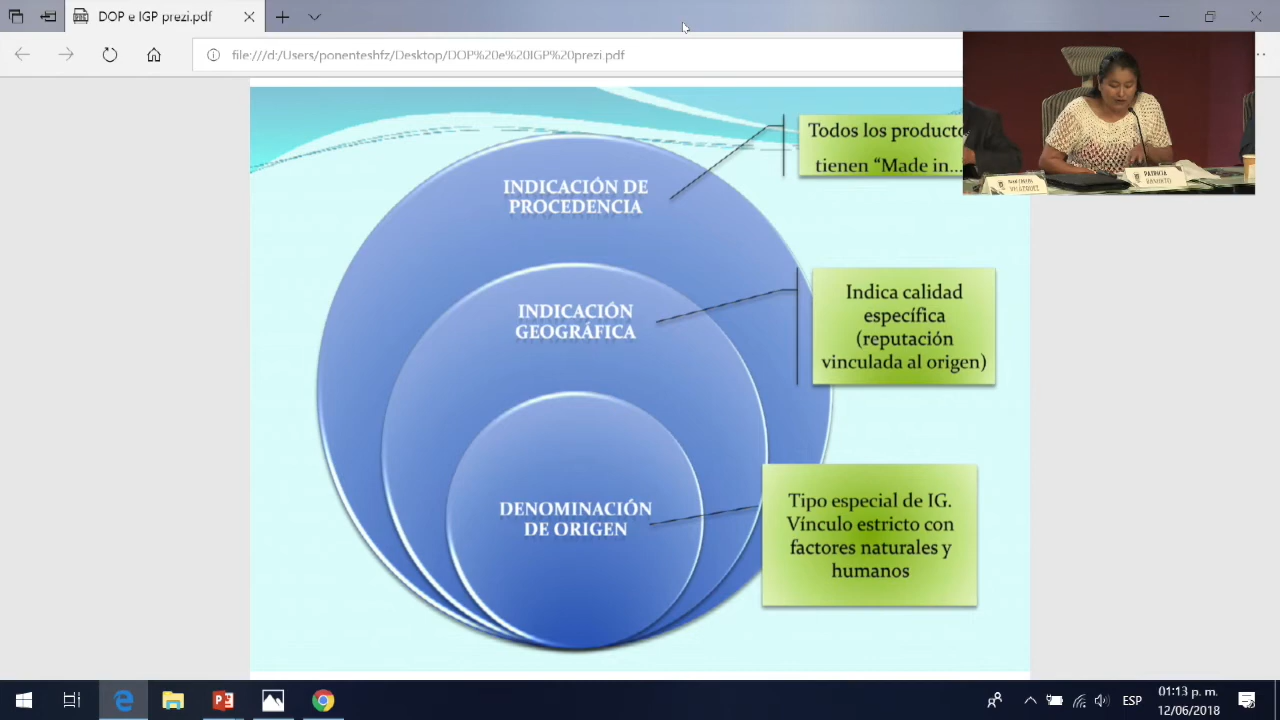 DOP e IGP prezi.pdf
file:///d:/Users/ponenteshfz/Desktop/DOP%20e%20IGP%20prezi.pdf
INDICACIÓN DE
PROCEDENCIA
Todos los producto
tienen “Made in...
INDICACIÓN
GEOGRÁFICA
Indica calidad
específica
(reputación
vinculada al origen)
DENOMINACIÓN
DE ORIGEN
Tipo especial de IG.
Vínculo estricto con
factores naturales y
humanos
PATRICIA
ESP
01:13 p. m.
12/06/2018